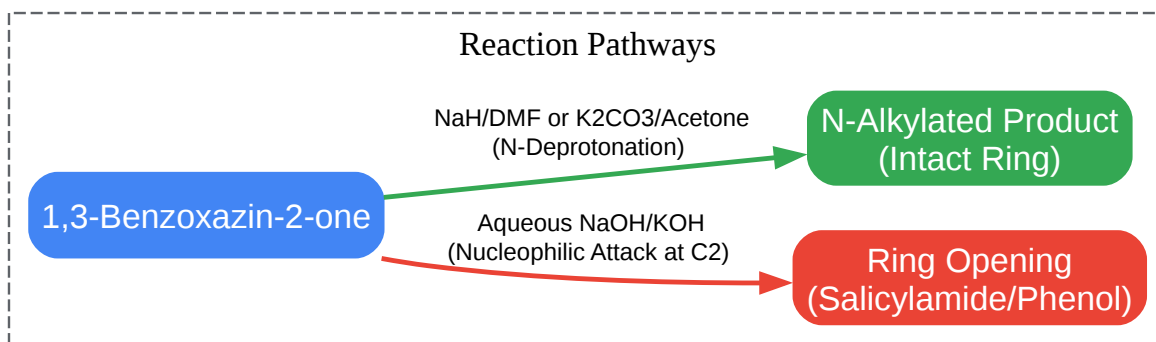 Reaction Pathways
NaH/DMF or K2CO3/Acetone
(N-Deprotonation)
N-Alkylated Product
(Intact Ring)
1,3-Benzoxazin-2-one
Aqueous NaOH/KOH
(Nucleophilic Attack at C2)
Ring Opening
(Salicylamide/Phenol)